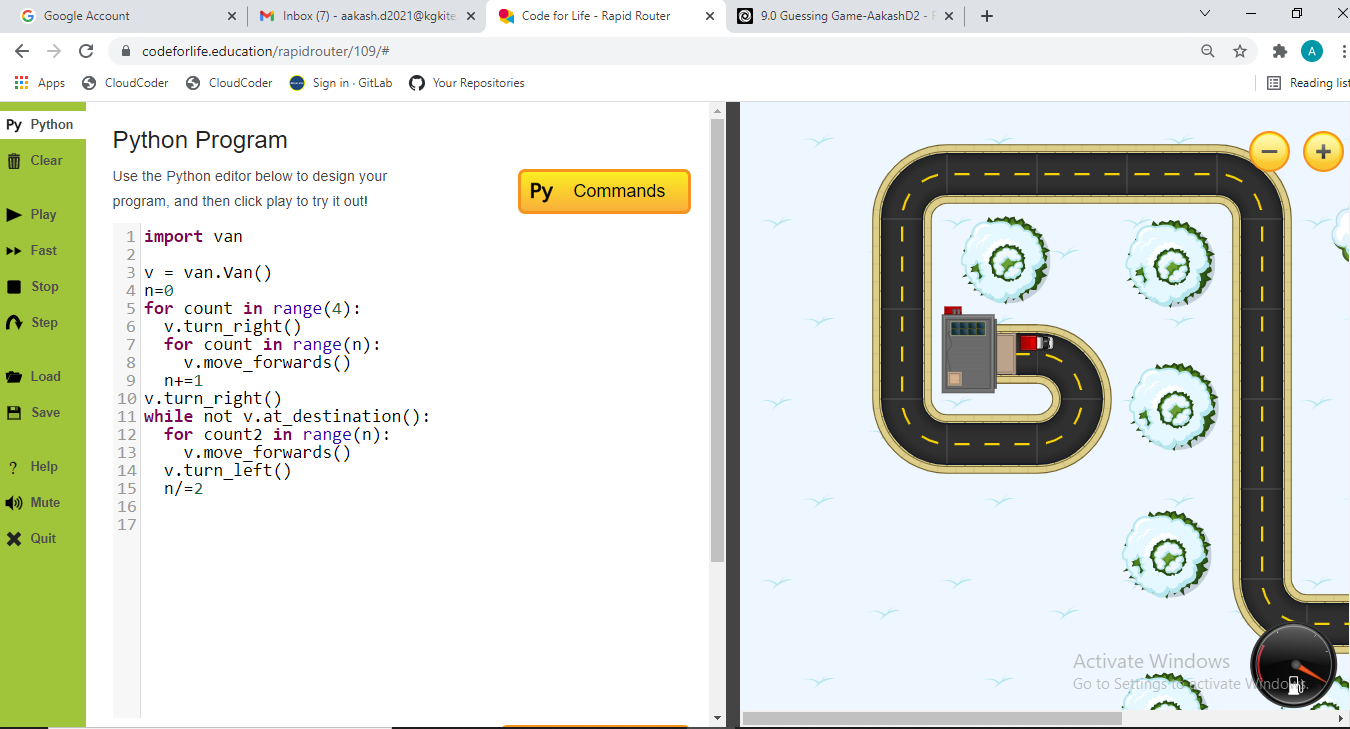 Google Account
Inbox (7) - aakash.d2021@kgkite
Code for Life - Rapid Router
9.0 Guessing Game-AakashD2 -
codeforlife.education/rapidrouter/109/#
A
Apps
CloudCoder
CloudCoder
Sign in · GitLab
Your Repositories
Reading list
Py Python
Clear
Play
Fast
Stop
Step
Load
Save
? Help
Mute
Quit
Python Program
Use the Python editor below to design your
program, and then click play to try it out!
Py Commands
1 import van
2
3 v = van.Van()
4 n=0
5 for count in range(4):
6   v.turn_right()
7   for count in range(n):
8     v.move_forwards()
9   n+=1
10 v.turn_right()
11 while not v.at_destination():
12   for count2 in range(n):
13     v.move_forwards()
14   v.turn_left()
15   n/=2
16
17
Activate Windows
Go to Settings to activate Windows.